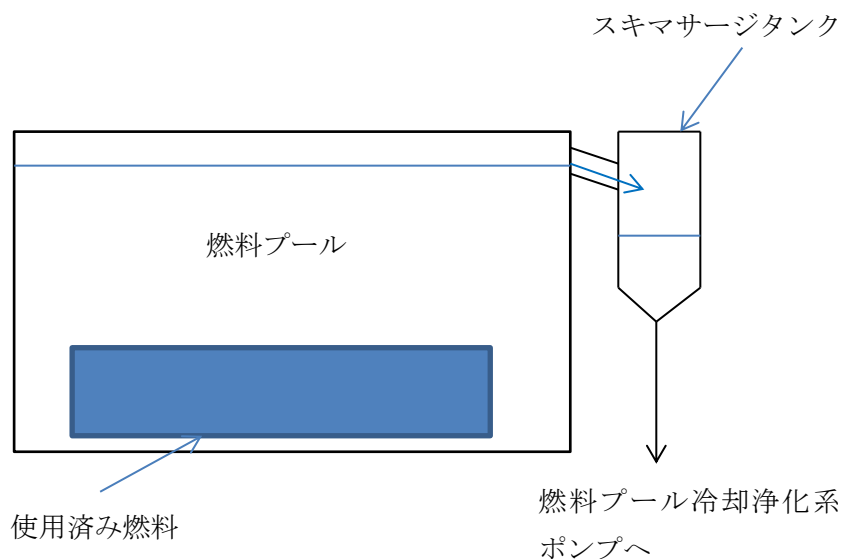 スキマサージタンク
燃料プール
使用済み燃料
燃料プール冷却浄化系
ポンプへ